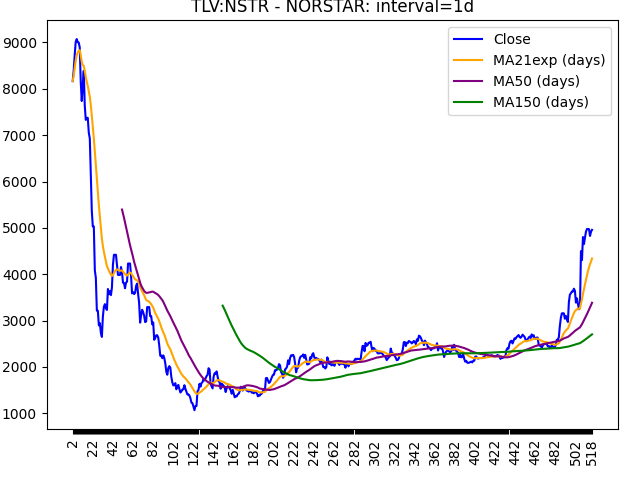 TLV:NSTR - NORSTAR: interval=1d
Close
MA21exp (days)
MA50 (days)
MA150 (days)
9000
8000
7000
6000
5000
4000
3000
2000
1000
2 22 42 62 82 102 122 142 162 182 202 222 242 262 282 302 322 342 362 382 402 422 442 462 482 502 518